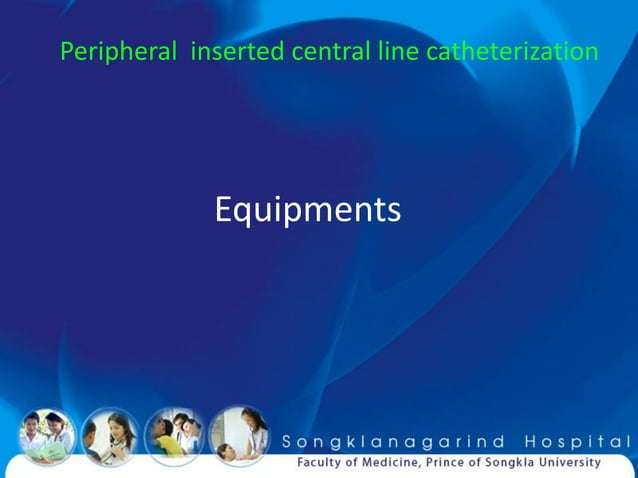 Peripheral inserted central line catheterization
Equipments
Songklanagarind Hospital
Faculty of Medicine, Prince of Songkla University